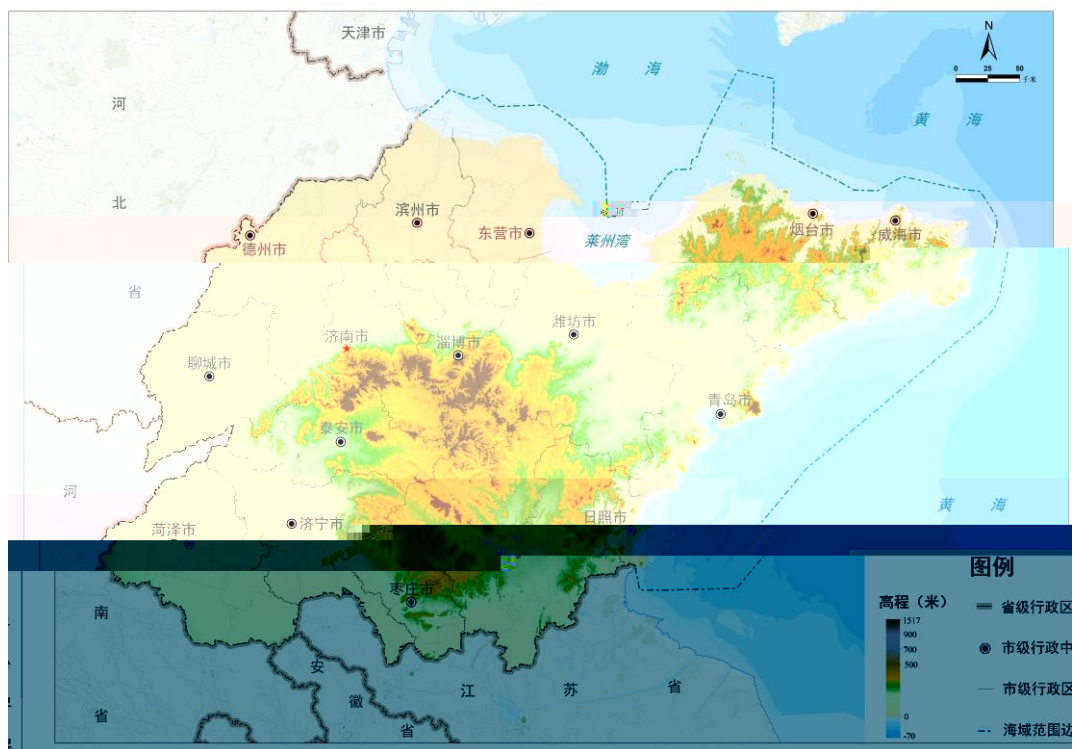 天津市
N
渤海
0 25 50
千米
河
黄海
北
滨州市
东营市
莱州湾
烟台市
威海市
德州市
省
潍坊市
济南市
淄博市
聊城市
青岛市
泰安市
河
黄海
菏泽市
济宁市
日照市
图例
枣庄市
高程（米）
省级行政区
南
1517
900
700
500
市级行政中
安
江
苏
省
徽
市级行政区
省
省
0
-70
海域范围边